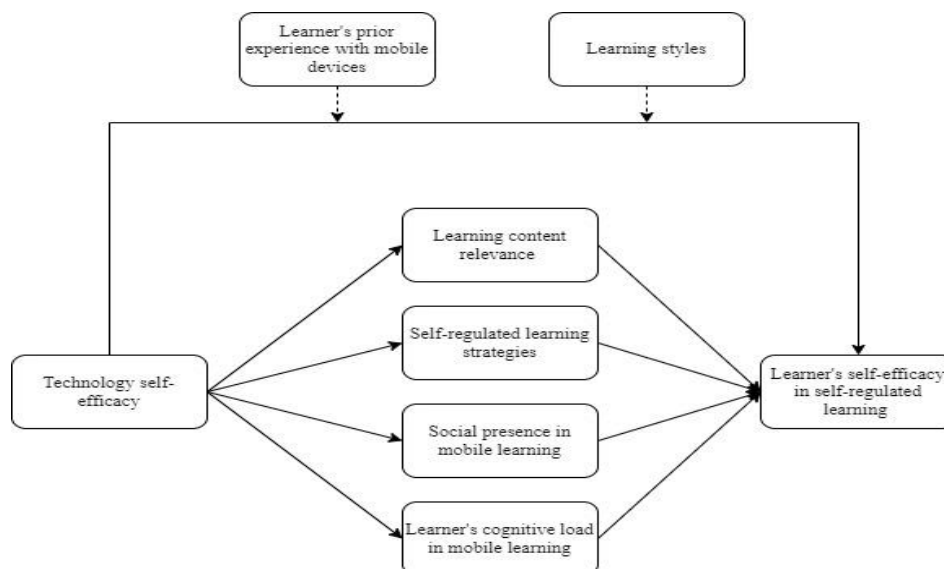 Learner's prior
experience with mobile
devices
Learning styles
Learning content
relevance
Self-regulated learning
strategies
Technology self-
efficacy
Learner's self-efficacy
in self-regulated
learning
Social presence in
mobile learning
Learner's cognitive load
in mobile learning